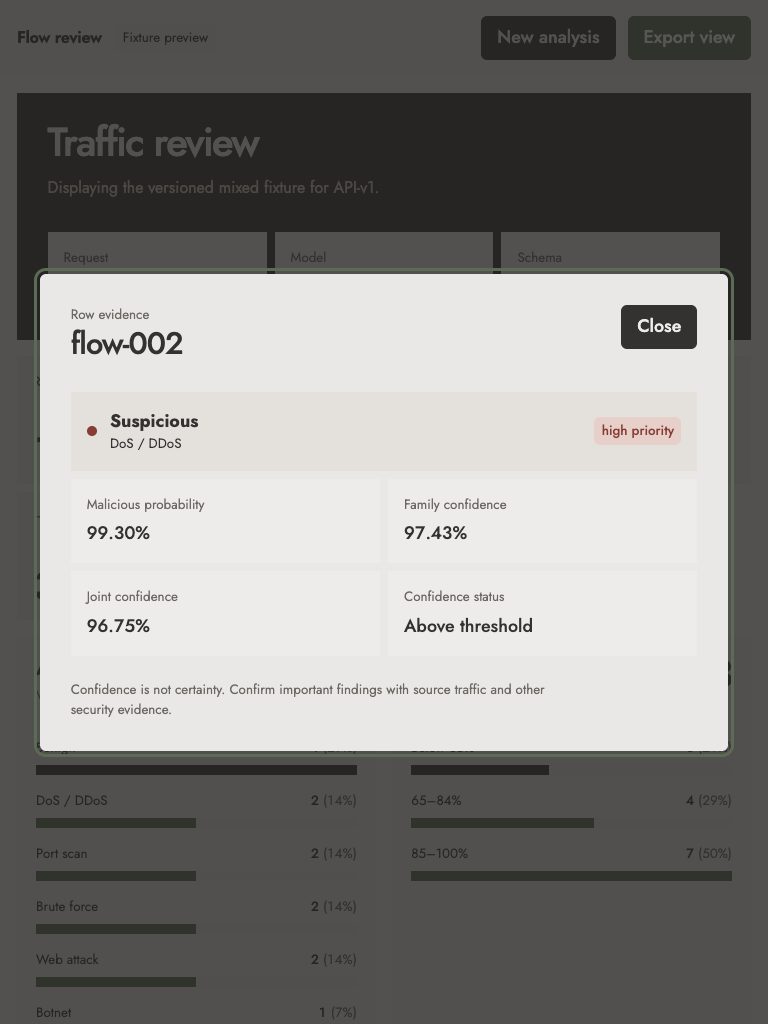 Flow review
Fixture preview
New analysis
Export view
Traffic review
Displaying the versioned mixed fixture for API-v1.
Request
Model
Schema
Row evidence
flow-002
Close
Suspicious
DoS / DDoS
high priority
Malicious probability
99.30%
Family confidence
97.43%
Joint confidence
96.75%
Confidence status
Above threshold
Confidence is not certainty. Confirm important findings with source traffic and other
security evidence.
DoS / DDoS
2 (14%)
Port scan
2 (14%)
Brute force
2 (14%)
Web attack
2 (14%)
Botnet
1 (7%)
65–84%
4 (29%)
85–100%
7 (50%)